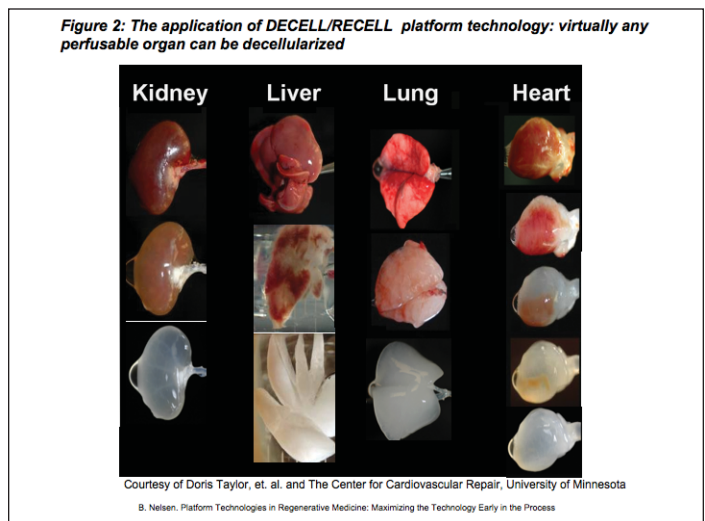 Figure 2: The application of DECELL/RECELL platform technology: virtually any
perfusable organ can be decellularized
Kidney Liver Lung Heart
Courtesy of Doris Taylor, et. al. and The Center for Cardiovascular Repair, University of Minnesota
B. Nelsen. Platform Technologies in Regenerative Medicine: Maximizing the Technology Early in the Process